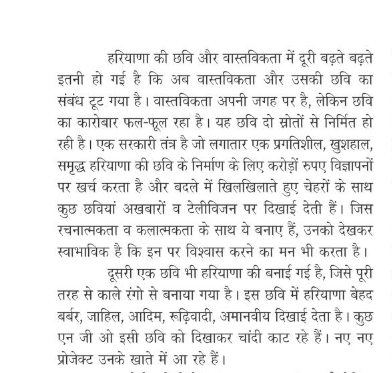 हरियाणा की छवि और वास्तविकता में दूरी बढ़ते बढ़ते
इतनी हो गई है कि अब वास्तविकता और उसकी छवि का
संबंध टूट गया है। वास्तविकता अपनी जगह पर है, लेकिन छवि
का कारोबार फल-फूल रहा है। यह छवि दो स्रोतों से निर्मित हो
रही है। एक सरकारी तंत्र है जो लगातार एक प्रगतिशील, खुशहाल,
समृद्ध हरियाणा की छवि के निर्माण के लिए करोड़ों रुपए विज्ञापनों
पर खर्च करता है और बदले में खिलखिलाते हुए चेहरों के साथ
कुछ छवियां अखबारों व टेलीविजन पर दिखाई देती हैं। जिस
रचनात्मकता व कलात्मकता के साथ ये बनाए हैं, उनको देखकर
स्वाभाविक है कि इन पर विश्वास करने का मन भी करता है।
दूसरी एक छवि भी हरियाणा की बनाई गई है, जिसे पूरी
तरह से काले रंगो से बनाया गया है। इस छवि में हरियाणा बेहद
बर्बर, जाहिल, आदिम, रूढ़िवादी, अमानवीय दिखाई देता है। कुछ
एन जी ओ इसी छवि को दिखाकर चांदी काट रहे हैं। नए नए
प्रोजेक्ट उनके खाते में आ रहे हैं।